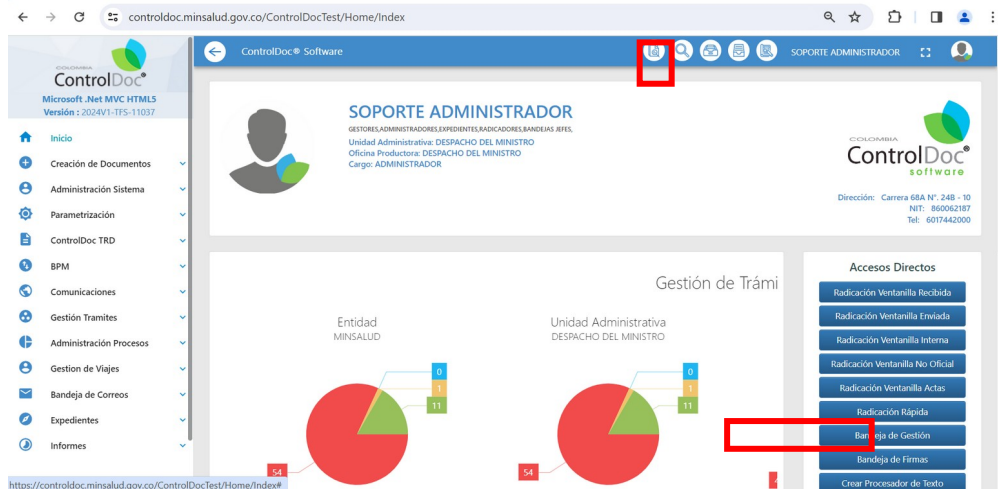 controldoc.minsalud.gov.co/ControlDocTest/Home/Index
COLOMBIA
ControlDoc®
Microsoft .Net MVC HTML5
Versión : 2024V1-TFS-11037
Inicio
Creación de Documentos
Administración Sistema
Parametrización
ControlDoc TRD
BPM
Comunicaciones
Gestión Tramites
Administración Procesos
Gestion de Viajes
Bandeja de Correos
Expedientes
Informes
https://controldoc.minsalud.gov.co/ControlDocTest/Home/Index#
ControlDoc® Software
SOPORTE ADMINISTRADOR
SOPORTE ADMINISTRADOR
GESTORES,ADMINISTRADORES,EXPEDIENTES,RADICADORES,BANDEJAS JEFES,
Unidad Administrativa: DESPACHO DEL MINISTRO
Oficina Productora: DESPACHO DEL MINISTRO
Cargo: ADMINISTRADOR
COLOMBIA
ControlDoc®
software
Dirección: Carrera 68A N°. 24B - 10
NIT: 860062187
Tel: 6017442000
Gestión de Trámi
Entidad
MINSALUD
0
1
11
54
Unidad Administrativa
DESPACHO DEL MINISTRO
0
1
11
54
Accesos Directos
Radicación Ventanilla Recibida
Radicación Ventanilla Enviada
Radicación Ventanilla Interna
Radicación Ventanilla No Oficial
Radicación Ventanilla Actas
Radicación Rápida
Bandeja de Gestión
Bandeja de Firmas
Crear Procesador de Texto